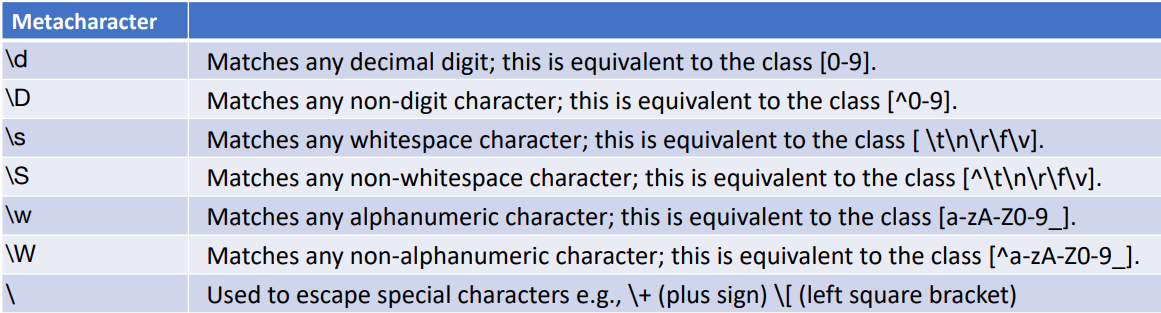 Metacharacter
\d Matches any decimal digit; this is equivalent to the class [0-9].
\D Matches any non-digit character; this is equivalent to the class [^0-9].
\s Matches any whitespace character; this is equivalent to the class [ \t\n\r\f\v].
\S Matches any non-whitespace character; this is equivalent to the class [^\t\n\r\f\v].
\w Matches any alphanumeric character; this is equivalent to the class [a-zA-Z0-9_].
\W Matches any non-alphanumeric character; this is equivalent to the class [^a-zA-Z0-9_].
\ Used to escape special characters e.g., \+ (plus sign) \[ (left square bracket)